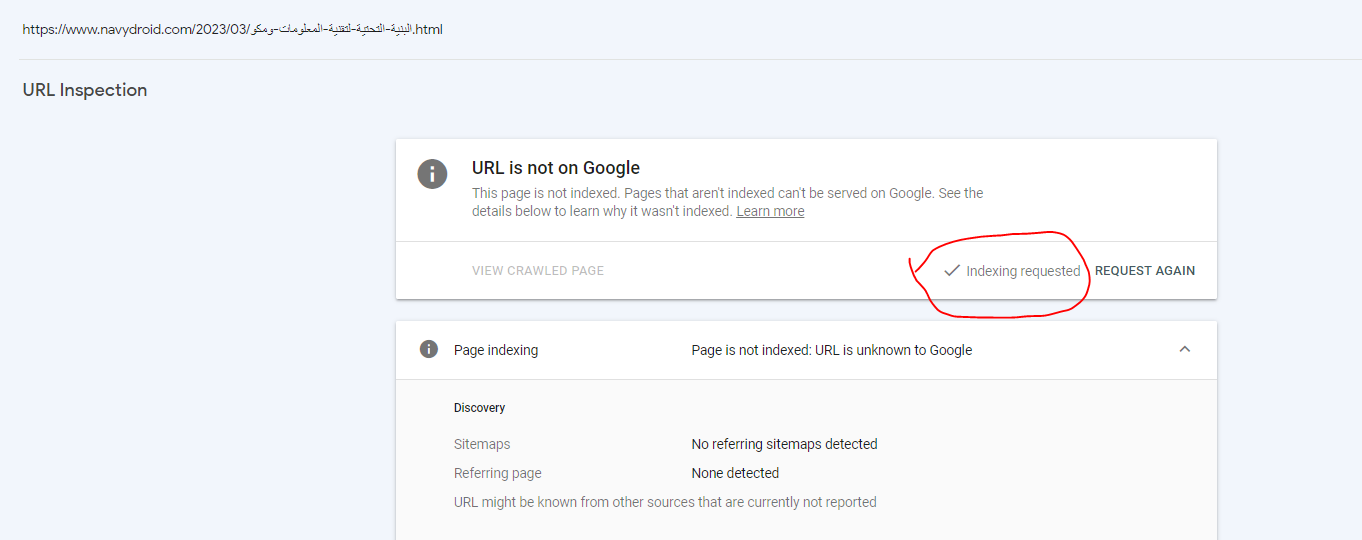 https://www.navydroid.com/2023/03/البنية-التحتية-لتقنية-المعلومات-ومكو.html
URL Inspection
URL is not on Google
This page is not indexed. Pages that aren't indexed can't be served on Google. See the
details below to learn why it wasn't indexed. Learn more
VIEW CRAWLED PAGE
Indexing requested
REQUEST AGAIN
Page indexing
Page is not indexed: URL is unknown to Google
Discovery
Sitemaps
No referring sitemaps detected
Referring page
None detected
URL might be known from other sources that are currently not reported